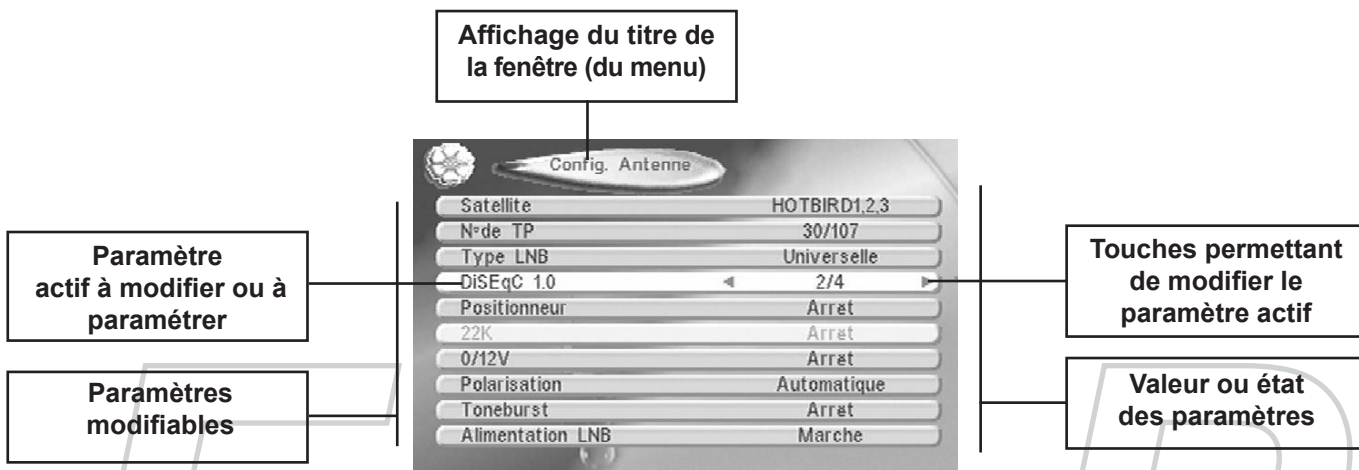 Affichage du titre de
la fenêtre (du menu)
Config. Antenne
Satellite HOTBIRD1,2,3
N°de TP 30/107
Type LNB Universelle
DiSEqC 1.0 ◄ 2/4 ►
Positionneur Arrêt
22K Arrêt
0/12V Arrêt
Polarisation Automatique
Toneburst Arrêt
Alimentation LNB Marche
Paramètre
actif à modifier ou à
paramétrer
Paramètres
modifiables
Touches permettant
de modifier le
paramètre actif
Valeur ou état
des paramètres